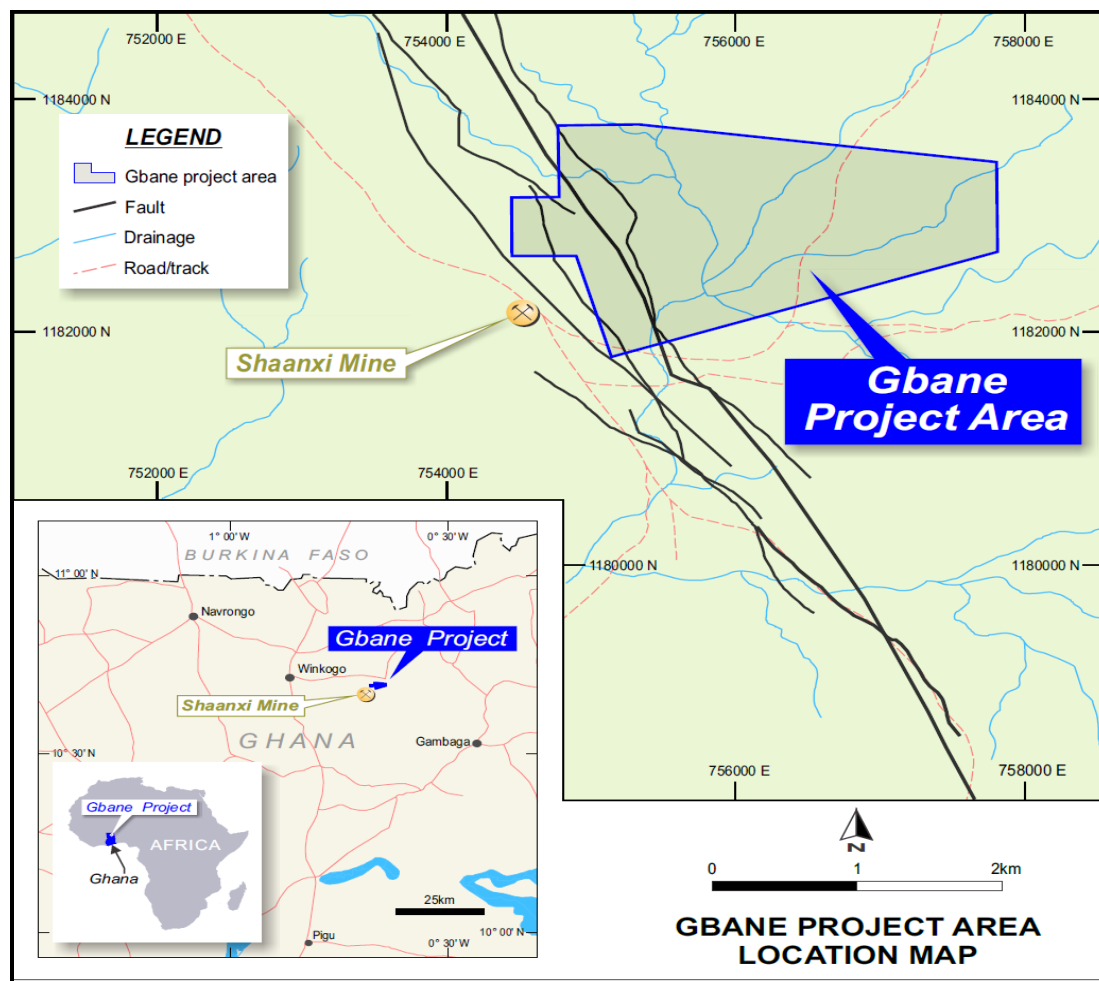 752000 E
754000 E
756000 E
758000 E
1184000 N
1184000 N
LEGEND
Gbane project area
Fault
Drainage
Road/track
1182000 N
1182000 N
Shaanxi Mine
Gbane
Project Area
752000 E
754000 E
1° 00' W
0° 30' W
BURKINA FASO
11° 00' N
Navrongo
Gbane Project
Winkogo
Shaanxi Mine
GHANA
Gambaga
10° 30' N
Gbane Project
AFRICA
Ghana
25km
Pigu
0° 30' W
10° 00' N
1180000 N
1180000 N
756000 E
758000 E
N
0
1
2km
GBANE PROJECT AREA
LOCATION MAP